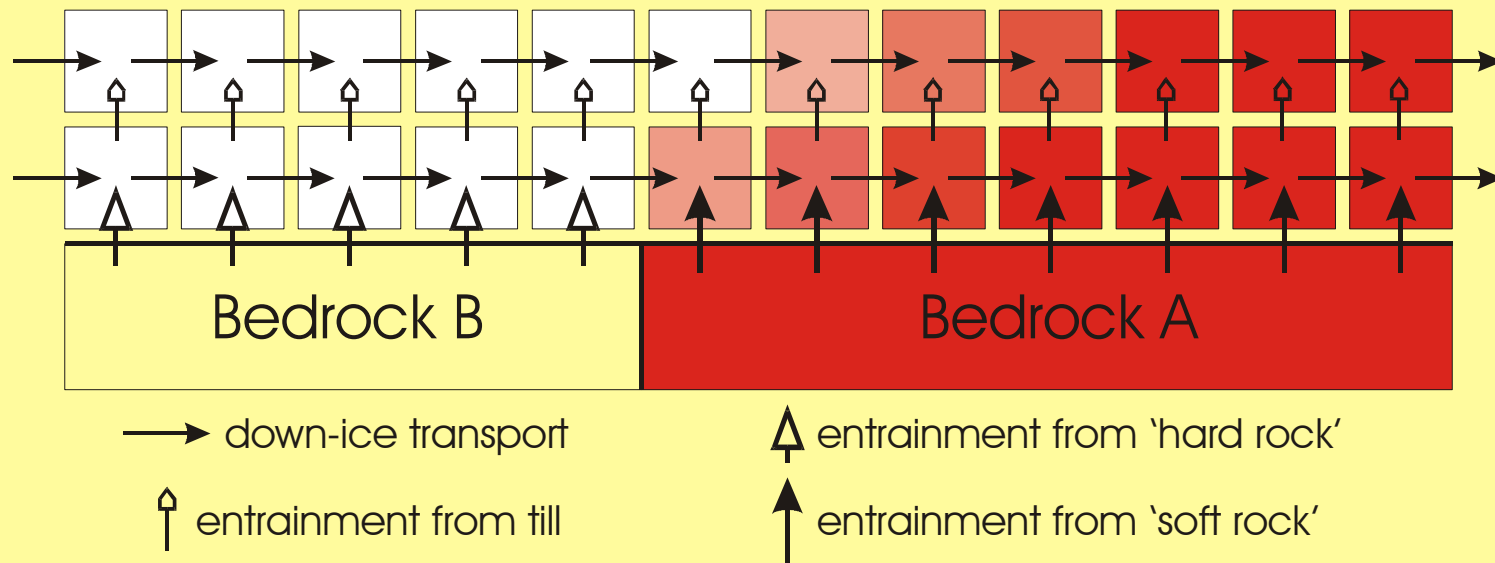 Bedrock B
Bedrock A
down-ice transport
entrainment from ‘hard rock’
entrainment from till
entrainment from ‘soft rock’